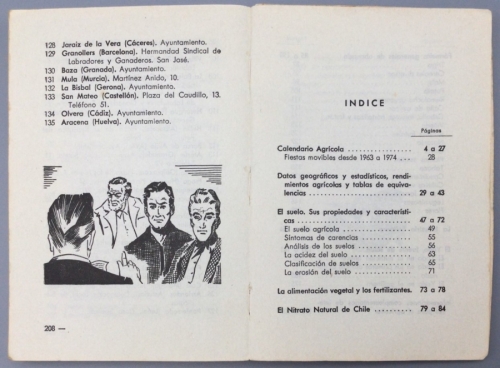 128 Jaraiz de la Vera (Cáceres). Ayuntamiento.
129 Granollers (Barcelona). Hermandad Sindical de
Labradores y Ganaderos. San José.
130 Baza (Granada). Ayuntamiento.
131 Mula (Murcia). Martínez Anido, 10.
132 La Bisbal (Gerona). Ayuntamiento.
133 San Mateo (Castellón). Plaza del Caudillo, 13.
Teléfono 51.
134 Olvera (Cádiz). Ayuntamiento.
135 Aracena (Huelva). Ayuntamiento.
208 —
INDICE
Páginas
Calendario Agrícola .................. 4 a 27
Fiestas movibles desde 1963 a 1974 ... 28
Datos geográficos y estadísticos, rendi-
mientos agrícolas y tablas de equiva-
lencias ........................... 29 a 43
El suelo. Sus propiedades y característi-
cas .............................. 47 a 72
El suelo agrícola .................. 49
Síntomas de carencias .............. 55
Análisis de los suelos .............. 56
La acidez del suelo ................ 63
Clasificación de suelos ............. 65
La erosión del suelo ............... 71
La alimentación vegetal y los fertilizantes. 73 a 78
El Nitrato Natural de Chile .......... 79 a 84